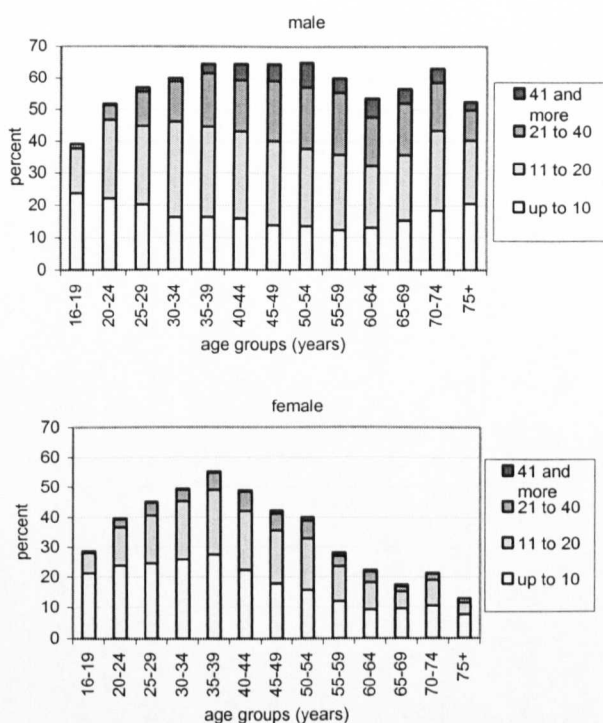 male
70
60
50
40
30
20
10
0
percent
16-19
20-24
25-29
30-34
35-39
40-44
45-49
50-54
55-59
60-64
65-69
70-74
75+
age groups (years)
41 and
more
21 to 40
11 to 20
up to 10
female
70
60
50
40
30
20
10
0
percent
16-19
20-24
25-29
30-34
35-39
40-44
45-49
50-54
55-59
60-64
65-69
70-74
75+
age groups (years)
41 and
more
21 to 40
11 to 20
up to 10